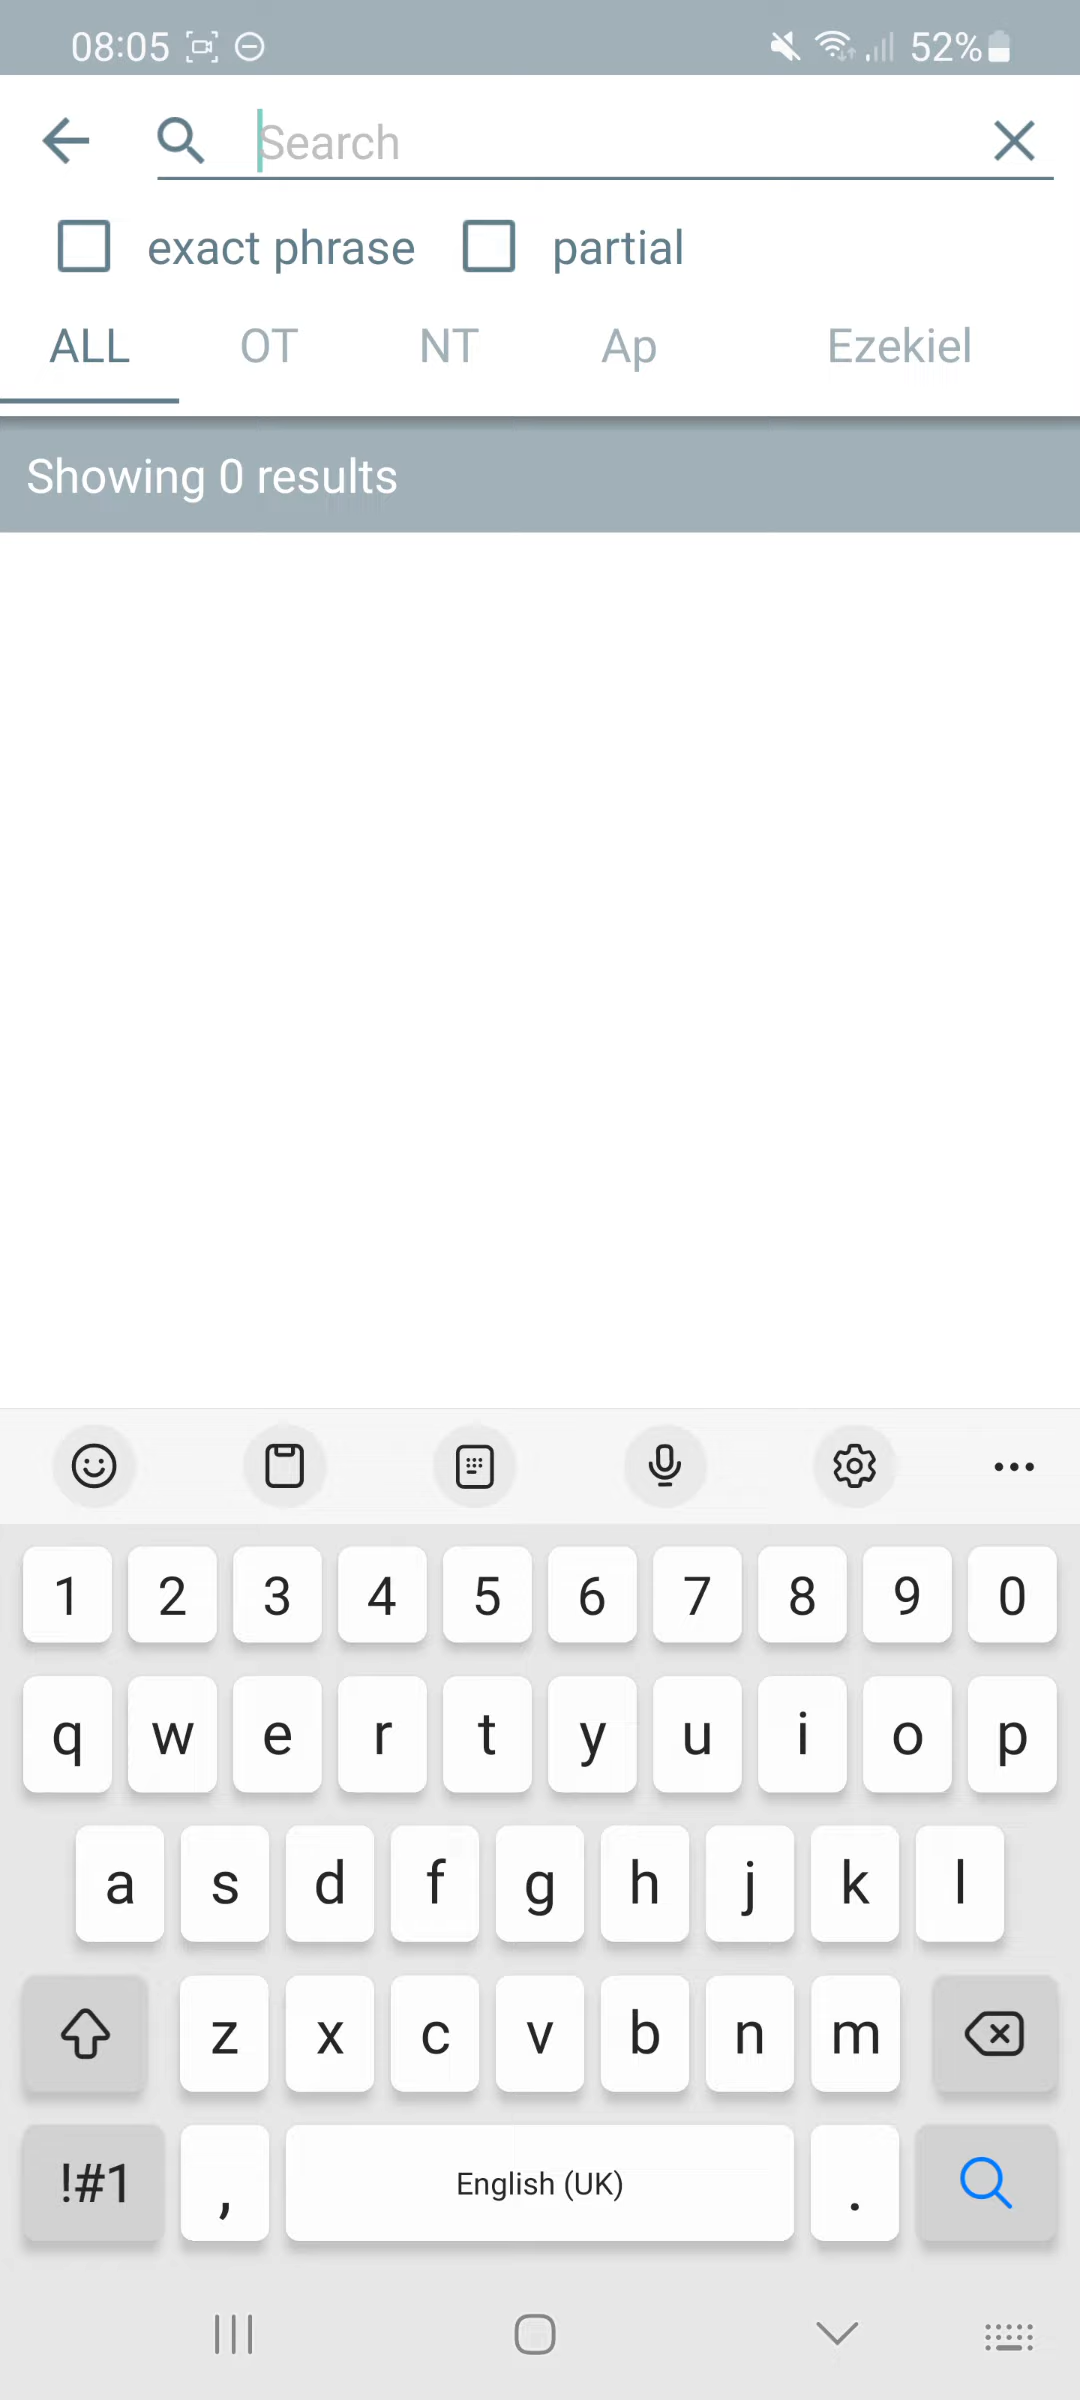 08:05 52%
Search
exact phrase partial
ALL OT NT Ap Ezekiel
Showing 0 results
1 2 3 4 5 6 7 8 9 0
q w e r t y u i o p
a s d f g h j k l
z x c v b n m
!#1 , English (UK) .